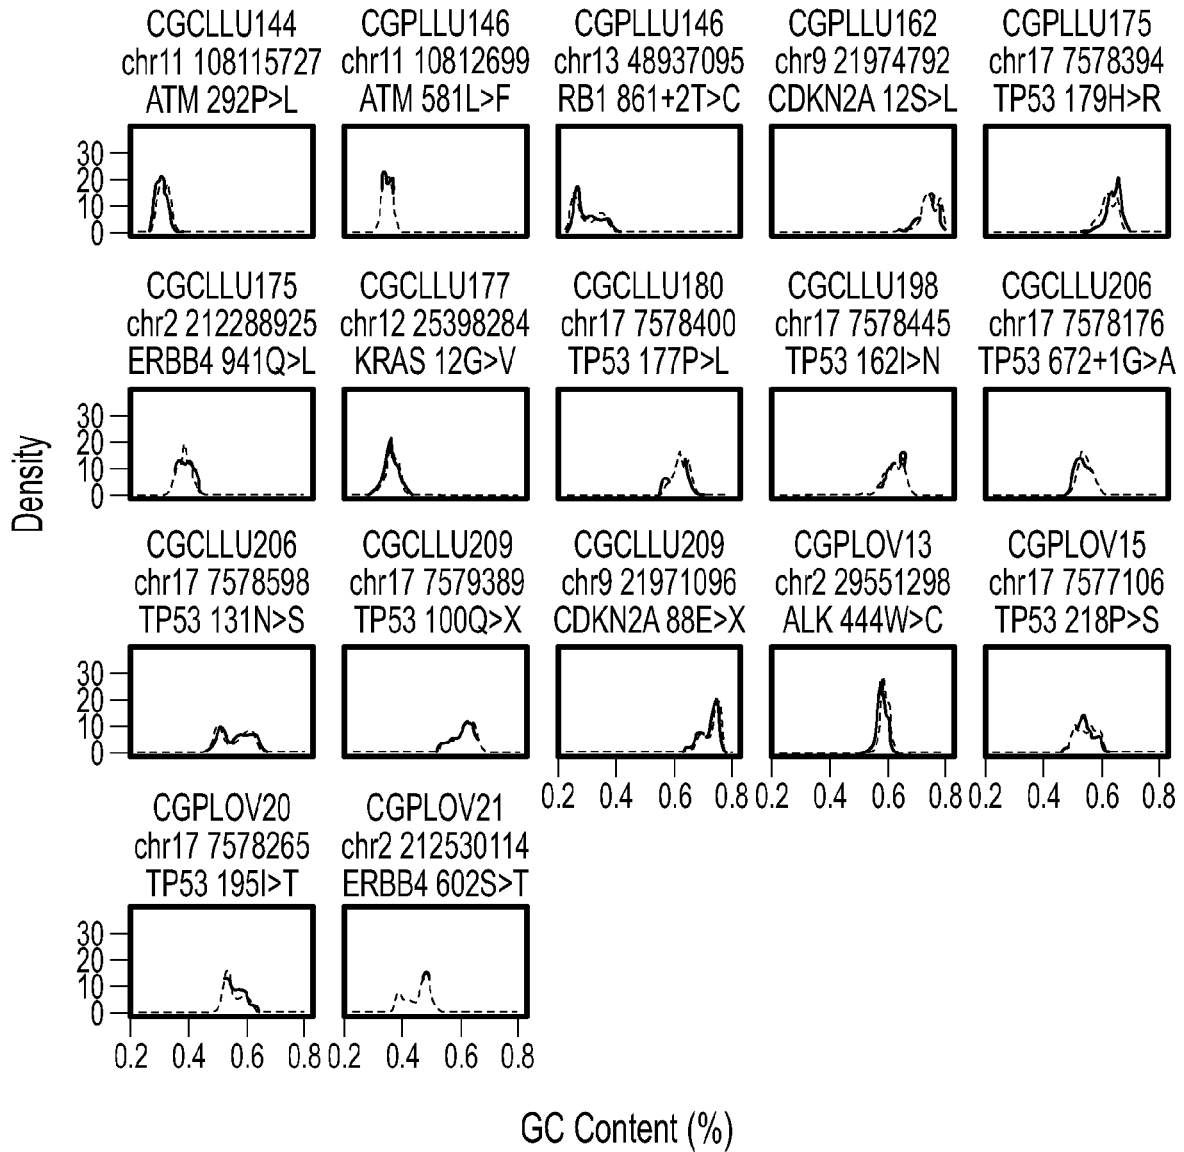 CGCLLU144 CGPLLU146 CGPLLU146 CGPLLU162 CGPLLU175
chr11 108115727 chr11 10812699 chr13 48937095 chr9 21974792 chr17 7578394
ATM 292P>L ATM 581L>F RB1 861+2T>C CDKN2A 12S>L TP53 179H>R
30
20
10
0
CGCLLU175 CGCLLU177 CGCLLU180 CGCLLU198 CGCLLU206
chr2 212288925 chr12 25398284 chr17 7578400 chr17 7578445 chr17 7578176
ERBB4 941Q>L KRAS 12G>V TP53 177P>L TP53 162I>N TP53 672+1G>A
30
20
10
0
Density
CGCLLU206 CGCLLU209 CGCLLU209 CGPLOV13 CGPLOV15
chr17 7578598 chr17 7579389 chr9 21971096 chr2 29551298 chr17 7577106
TP53 131N>S TP53 100Q>X CDKN2A 88E>X ALK 444W>C TP53 218P>S
30
20
10
0
0.2 0.4 0.6 0.8 0.2 0.4 0.6 0.8 0.2 0.4 0.6 0.8
CGPLOV20 CGPLOV21
chr17 7578265 chr2 212530114
TP53 195I>T ERBB4 602S>T
30
20
10
0
0.2 0.4 0.6 0.8 0.2 0.4 0.6 0.8
GC Content (%)